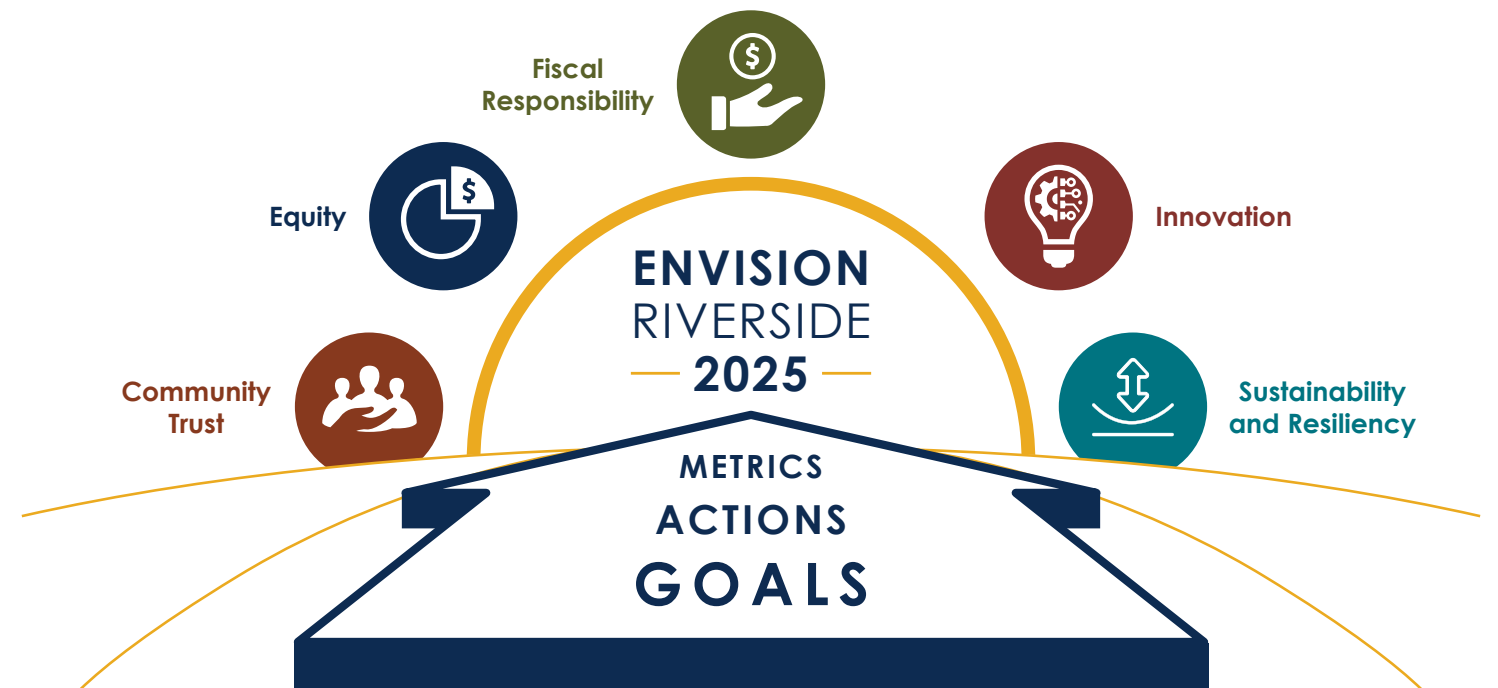 Fiscal
Responsibility
$
Equity
$
Innovation
ENVISION
RIVERSIDE
2025
Community
Trust
Sustainability
and Resiliency
METRICS
ACTIONS
GOALS